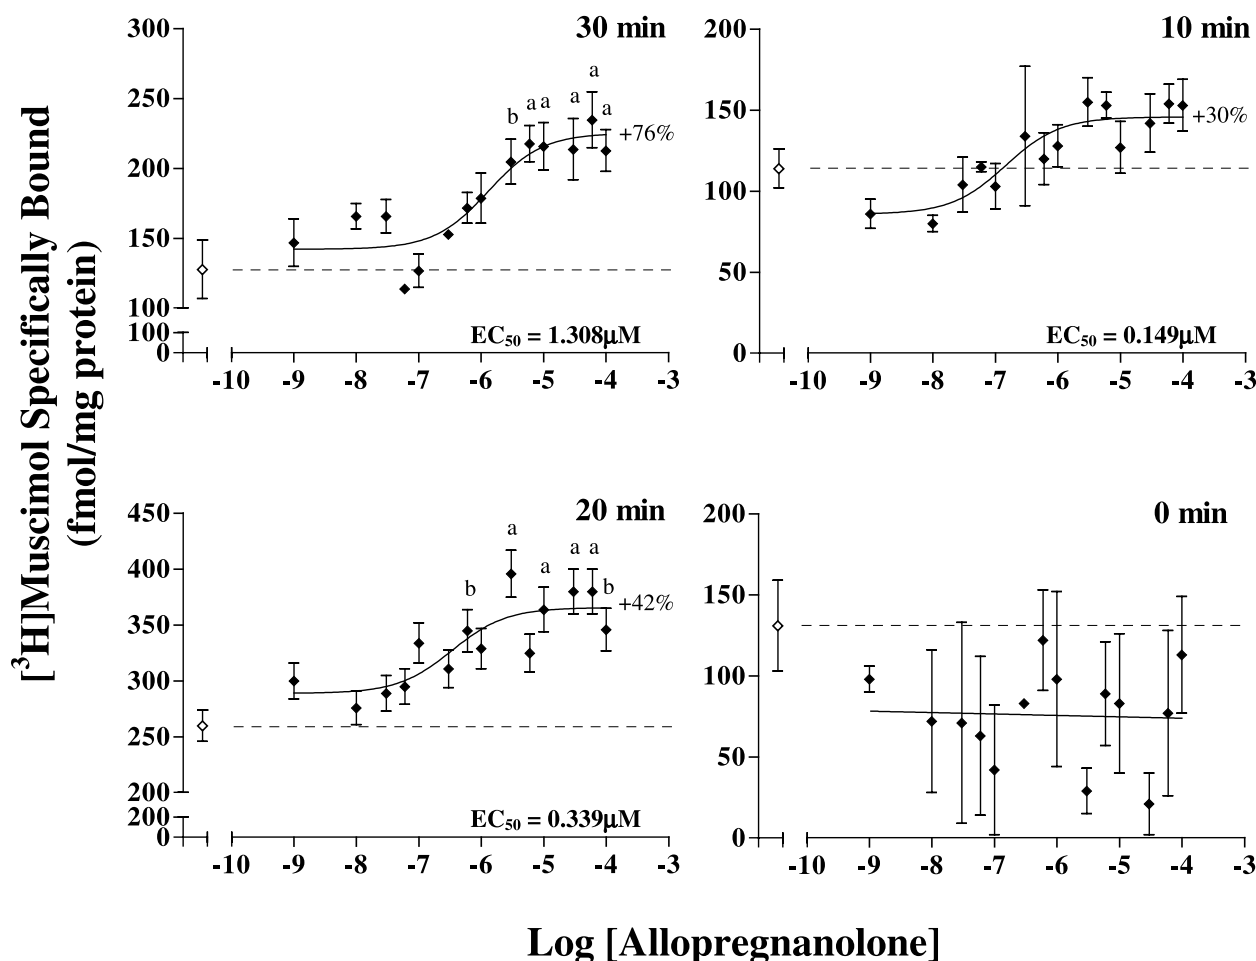 [³H]Muscimol Specifically Bound
(fmol/mg protein)
30 min
300
250
200
150
100
100
0
a
a
b
a
a
a
a
+76%
EC₅₀ = 1.308µM
-10 -9 -8 -7 -6 -5 -4 -3
10 min
200
150
100
50
0
+30%
EC₅₀ = 0.149µM
-10 -9 -8 -7 -6 -5 -4 -3
20 min
450
400
350
300
250
200
200
0
a
a
a
a
b
b
+42%
EC₅₀ = 0.339µM
-10 -9 -8 -7 -6 -5 -4 -3
0 min
200
150
100
50
0
-10 -9 -8 -7 -6 -5 -4 -3
Log [Allopregnanolone]